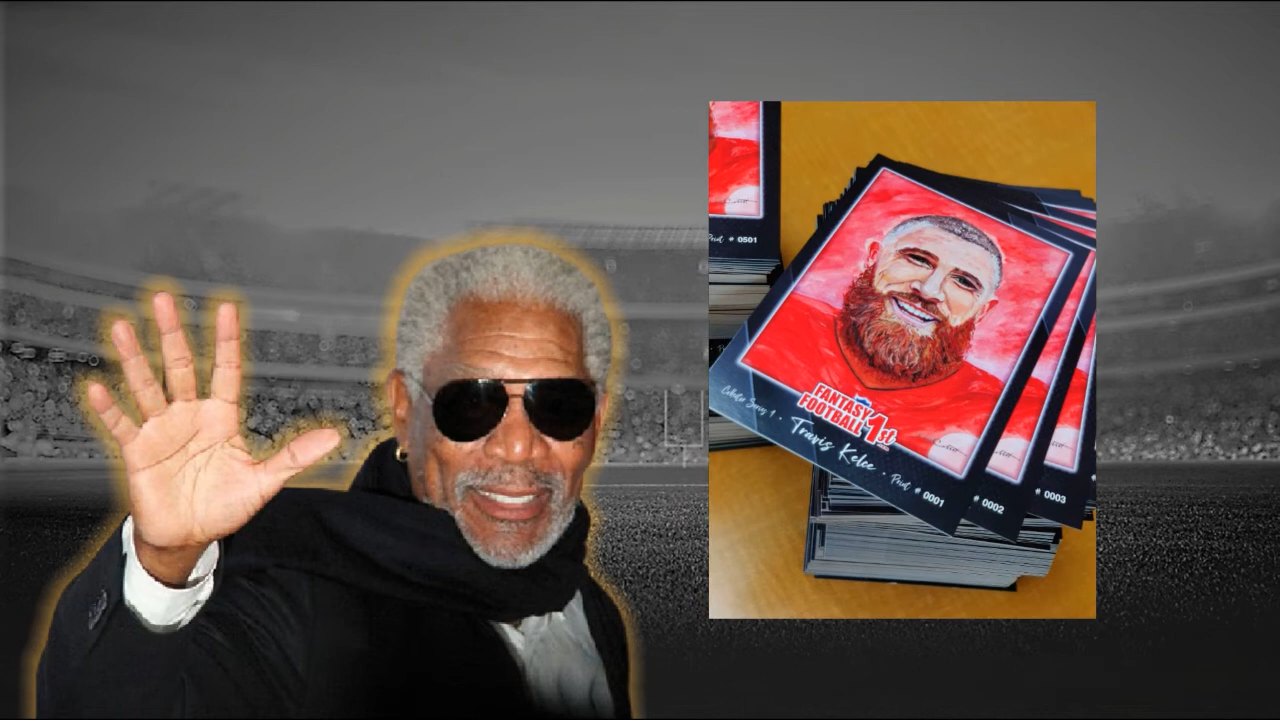 Print # 0501
FANTASY
FOOTBALL 1st
Collector Series 1 • Travis Kelce • Print # 0001
# 0002
# 0003